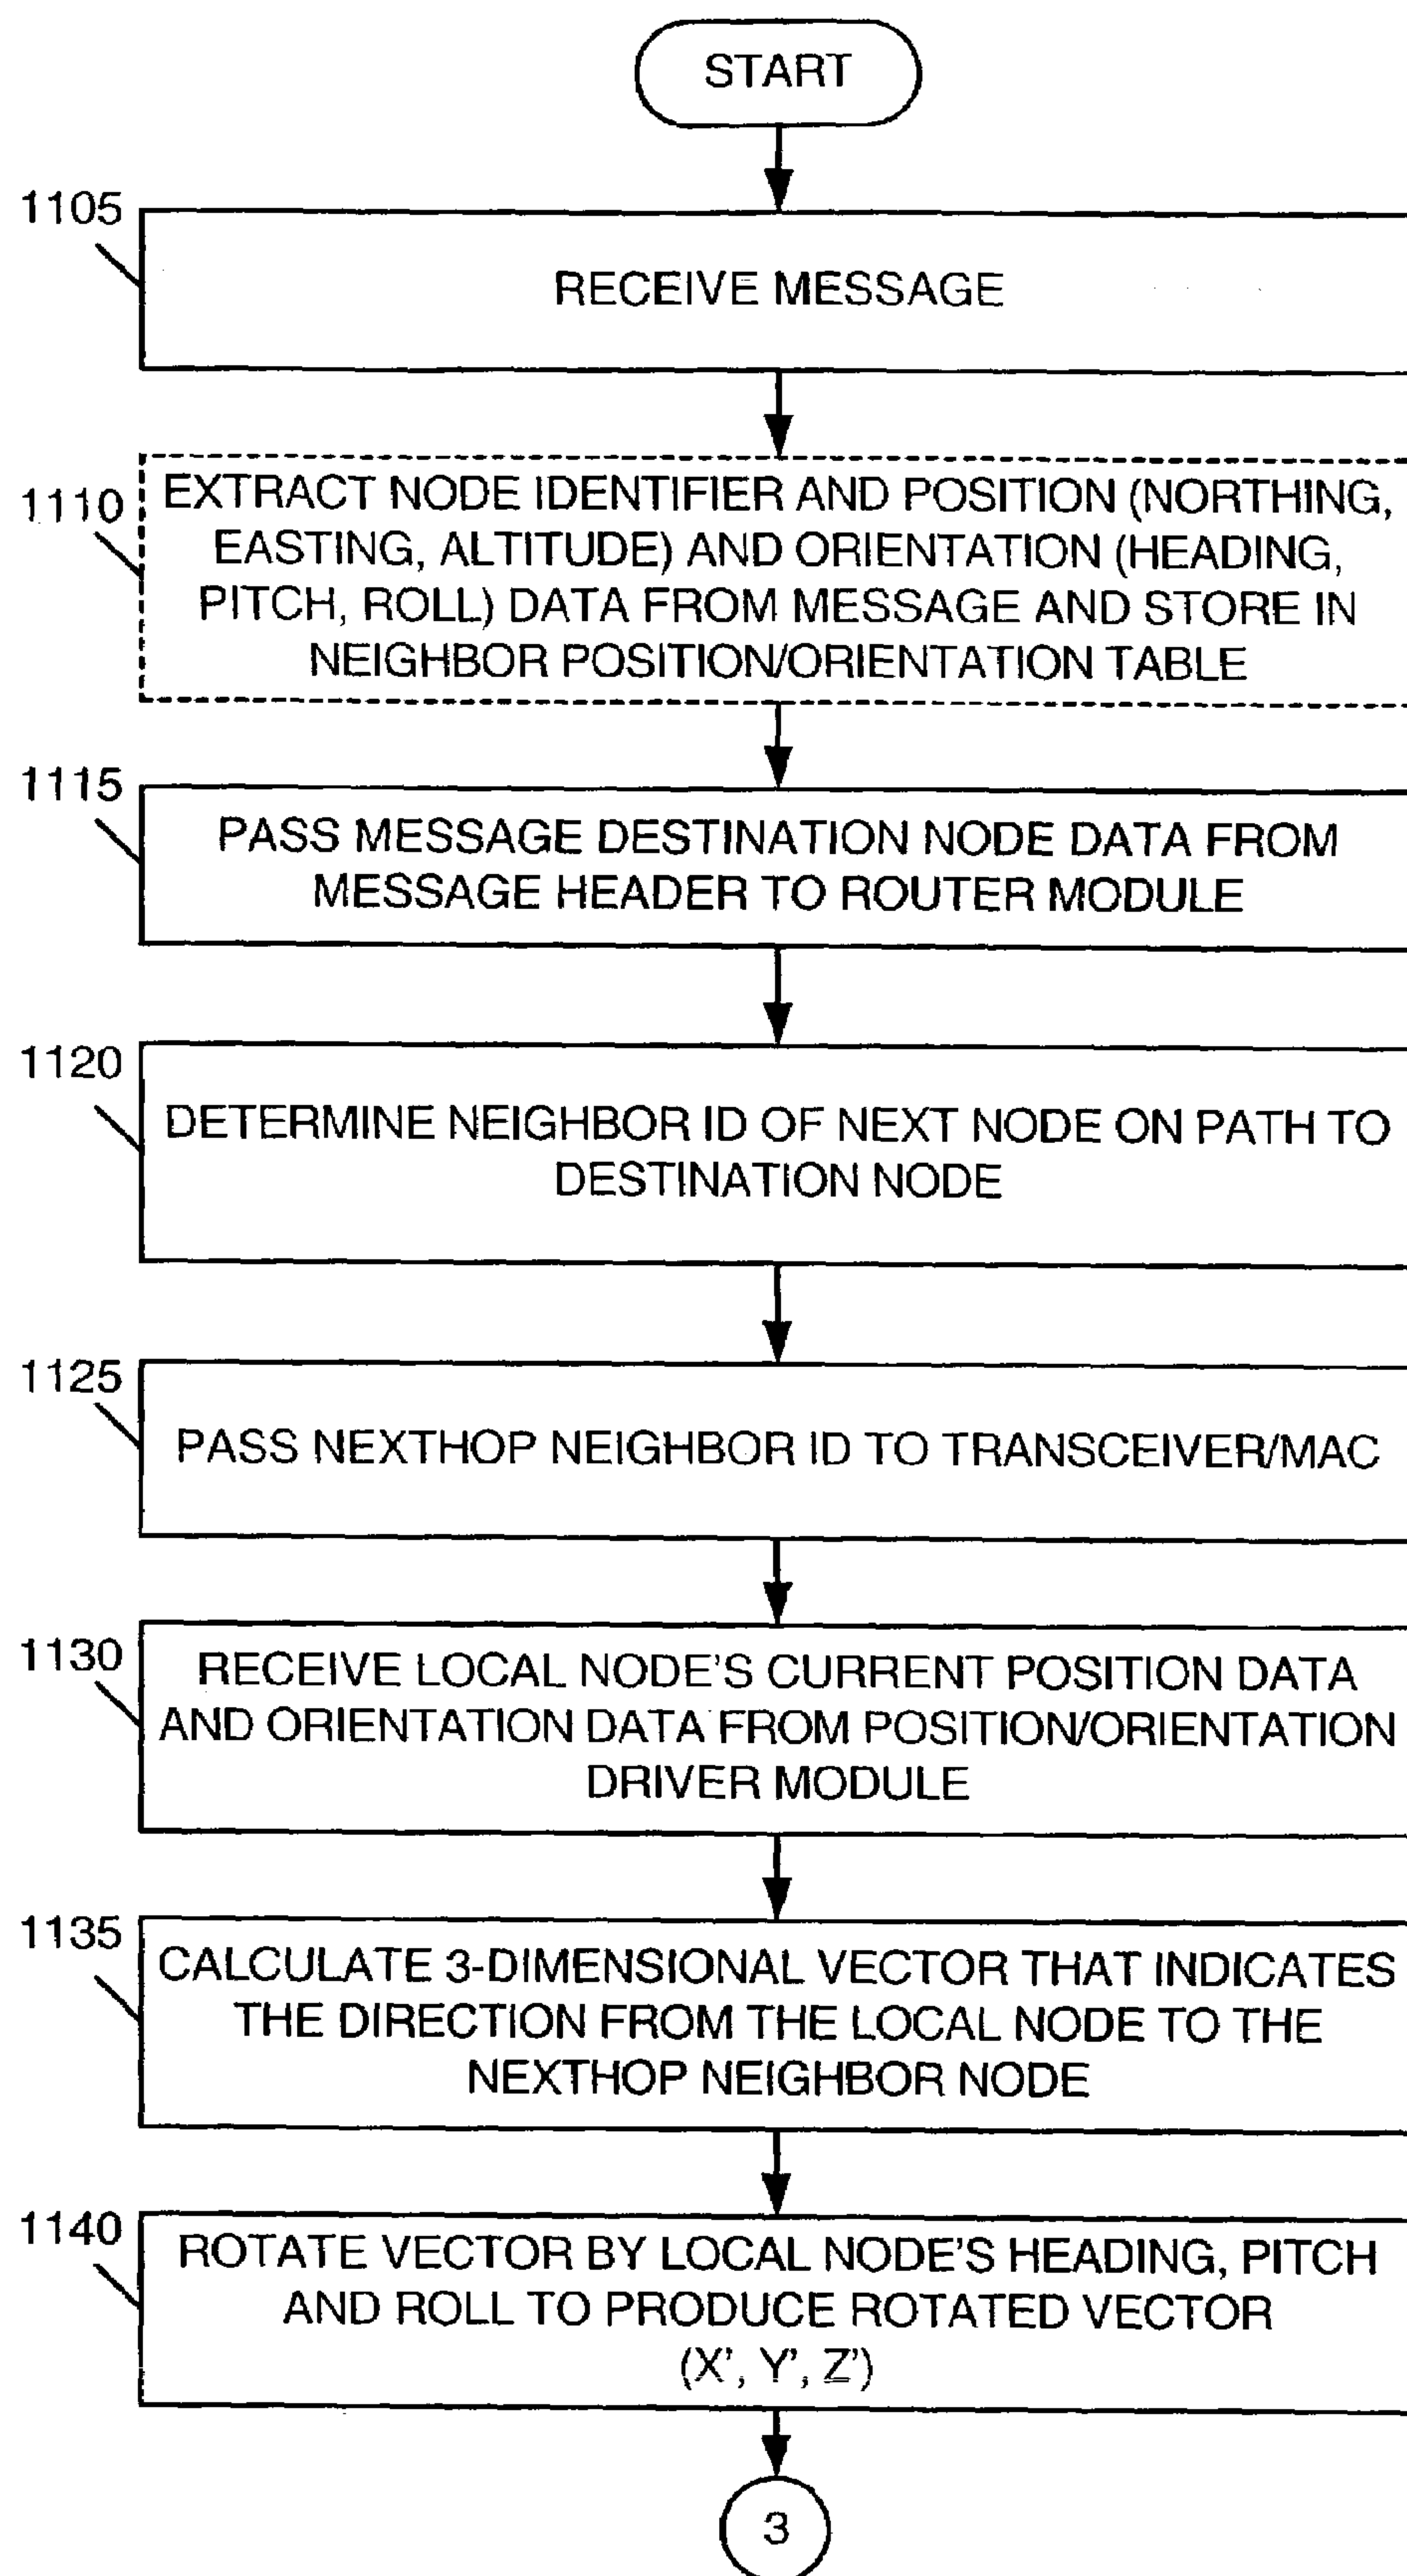 START
1105
RECEIVE MESSAGE
1110
EXTRACT NODE IDENTIFIER AND POSITION (NORTHING,
EASTING, ALTITUDE) AND ORIENTATION (HEADING,
PITCH, ROLL) DATA FROM MESSAGE AND STORE IN
NEIGHBOR POSITION/ORIENTATION TABLE
1115
PASS MESSAGE DESTINATION NODE DATA FROM
MESSAGE HEADER TO ROUTER MODULE
1120
DETERMINE NEIGHBOR ID OF NEXT NODE ON PATH TO
DESTINATION NODE
1125
PASS NEXTHOP NEIGHBOR ID TO TRANSCEIVER/MAC
1130
RECEIVE LOCAL NODE'S CURRENT POSITION DATA
AND ORIENTATION DATA FROM POSITION/ORIENTATION
DRIVER MODULE
1135
CALCULATE 3-DIMENSIONAL VECTOR THAT INDICATES
THE DIRECTION FROM THE LOCAL NODE TO THE
NEXTHOP NEIGHBOR NODE
1140
ROTATE VECTOR BY LOCAL NODE'S HEADING, PITCH
AND ROLL TO PRODUCE ROTATED VECTOR
(X', Y', Z')
3